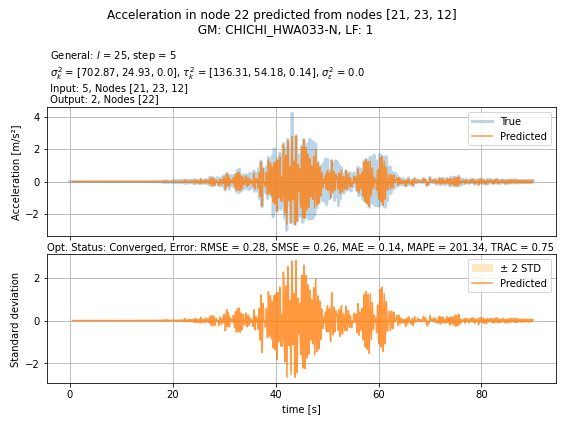 Acceleration in node 22 predicted from nodes [21, 23, 12]
GM: CHICHI_HWA033-N, LF: 1
General: l = 25, step = 5
σ²ₖ = [702.87, 24.93, 0.0], τ²ₖ = [136.31, 54.18, 0.14], σ²ε = 0.0
Input: 5, Nodes [21, 23, 12]
Output: 2, Nodes [22]
Acceleration [m/s²]
4
2
0
−2
True
Predicted
Opt. Status: Converged, Error: RMSE = 0.28, SMSE = 0.26, MAE = 0.14, MAPE = 201.34, TRAC = 0.75
Standard deviation
2
0
−2
± 2 STD
Predicted
0 20 40 60 80
time [s]